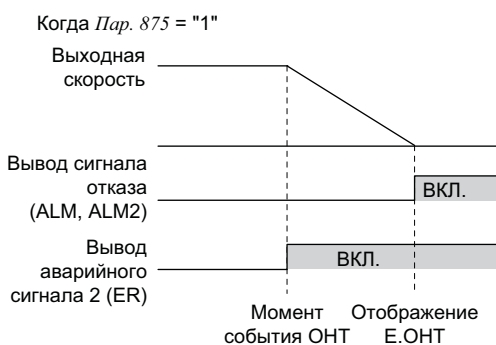 Когда Пар. 875 = "1"
Выходная
скорость
Вывод сигнала
отказа
(ALM, ALM2)
ВКЛ.
Вывод
аварийного
сигнала 2 (ER)
ВКЛ.
Момент
события OHT
Отображение
E.OHT